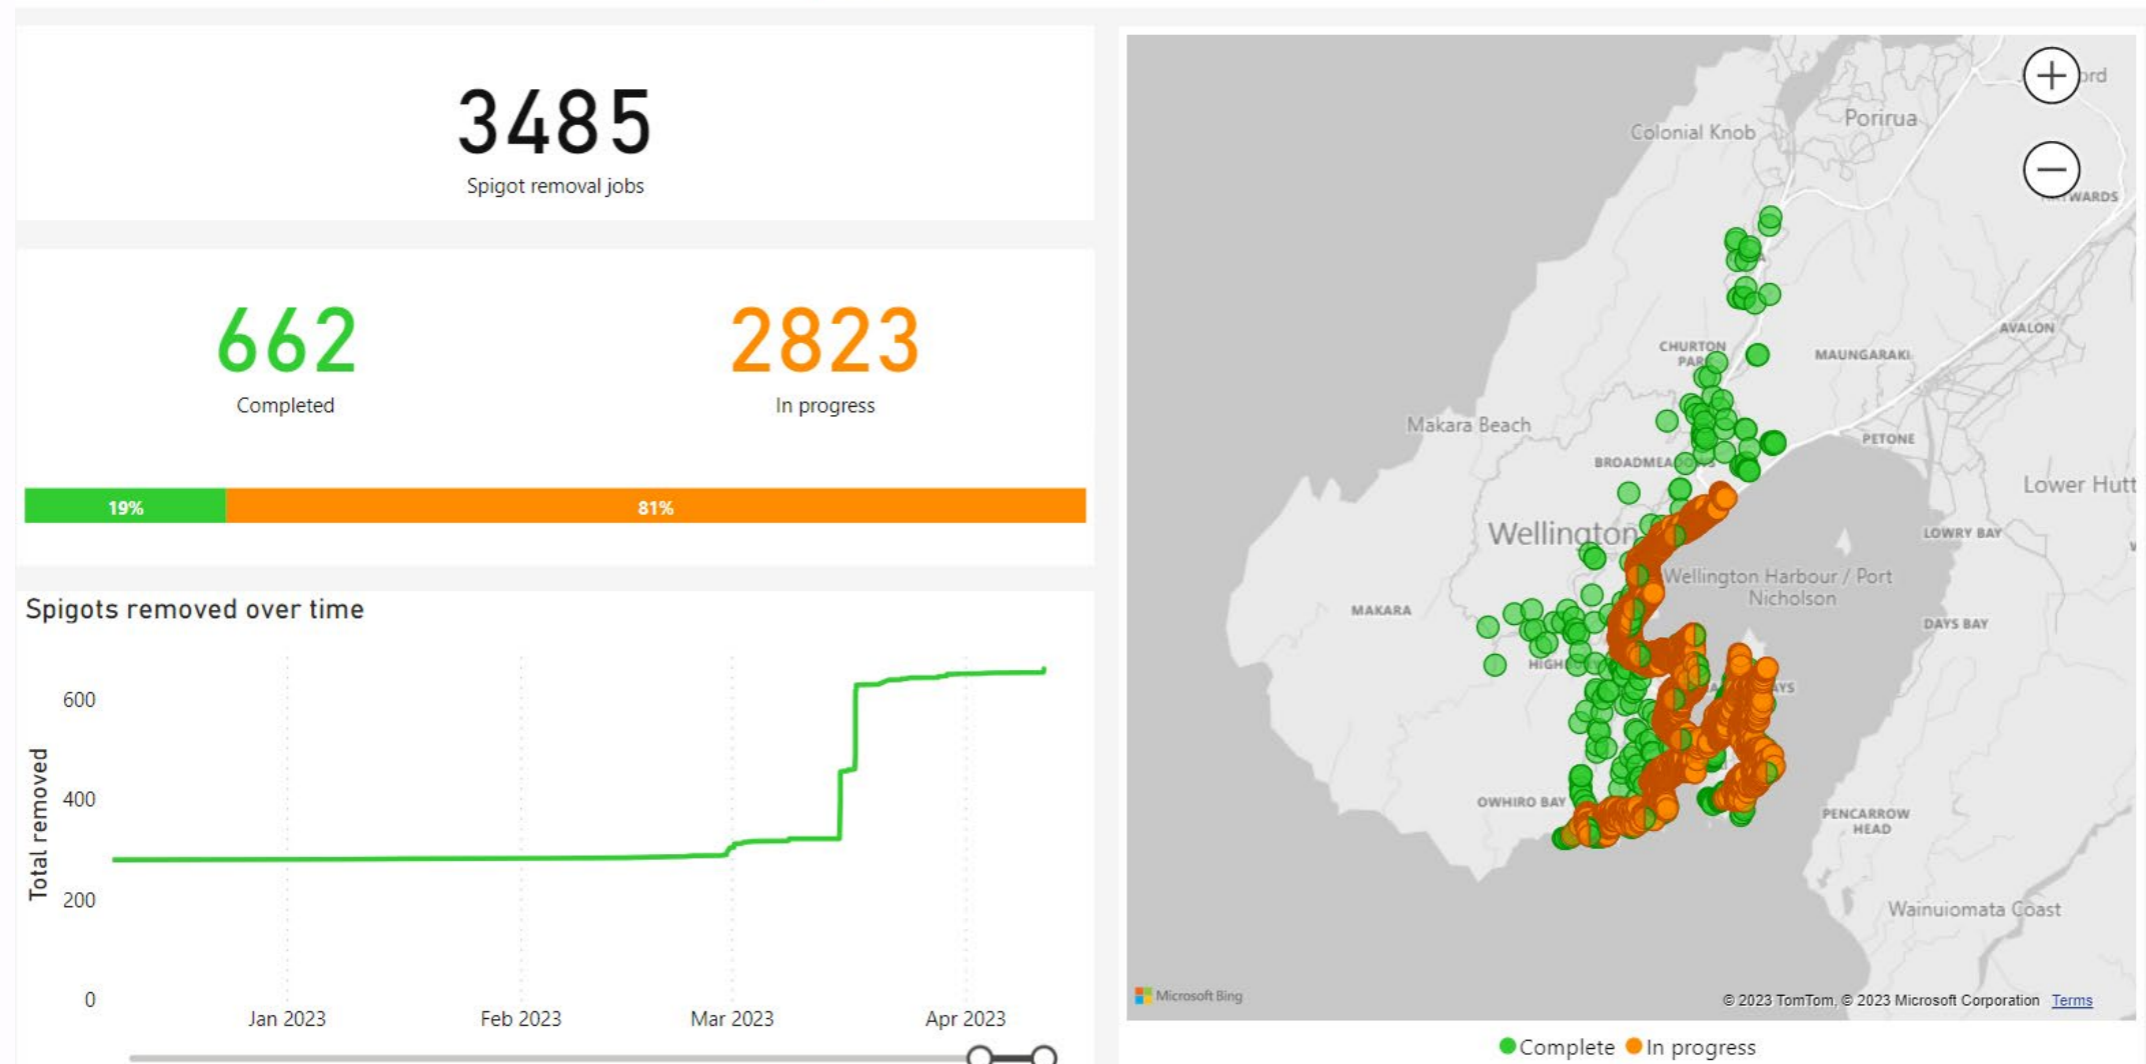 3485
Spigot removal jobs
662
Completed
2823
In progress
19%
81%
Spigots removed over time
Total removed
600
400
200
0
Jan 2023
Feb 2023
Mar 2023
Apr 2023
Colonial Knob
Porirua
CHURTON
AVALON
MAUNGARAKI
Makara Beach
PETONE
Lower Hutt
Wellington
LOWRY BAY
Wellington Harbour / Port
Nicholson
MAKARA
DAYS BAY
OWHIRO BAY
PENCARROW
HEAD
Wainuiomata Coast
Microsoft Bing
© 2023 TomTom, © 2023 Microsoft Corporation Terms
Complete
In progress